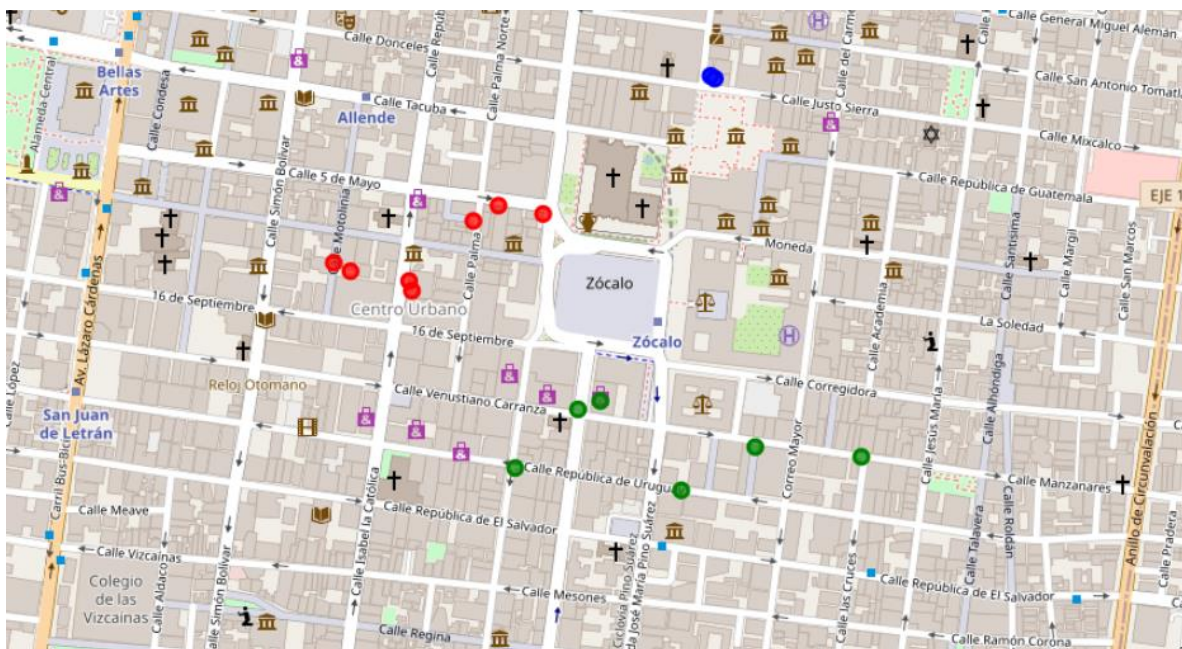 Calle General Miguel Alemán
Calle Donceles
Calle Repúb
Calle Palma Norte
Calle del Carme
Calle San Antonio Tomatl
Bellas
Artes
Alameda Central
Calle Condesa
Calle Tacuba
Allende
Calle Justo Sierra
Calle Mixcalco
Calle 5 de Mayo
Calle Simón Bolívar
Calle República de Guatemala
EJE 1
Calle Palma
Moneda
Calle Santísima
Calle Margil
Calle San Marcos
Motolinia
Zócalo
16 de Septiembre
Centro Urbano
16 de Septiembre
Zócalo
La Soledad
Calle Academia
Av. Lázaro Cárdenas
Calle López
Reloj Otomano
Calle Venustiano Carranza
Calle Corregidora
Calle Jesús María
Calle Alhóndiga
San Juan
de Letrán
Correo Mayor
Calle República de Urugua
Calle Manzanares
Carril Bus-Bici
Calle Isabel la Católica
Calle República de El Salvador
Calle Meave
Calle Talavera
Calle Roldán
Anillo de Circunvalación
Calle Pradera
Calle Vizcaínas
Calle Aldaco
Calle Simón Bolívar
Ciclovía Pino Suárez
da José María Pino Suárez
Calle las Cruces
Calle República de El Salvador
Colegio
de las
Vizcaínas
Calle Mesones
Calle Regina
Calle Ramón Corona